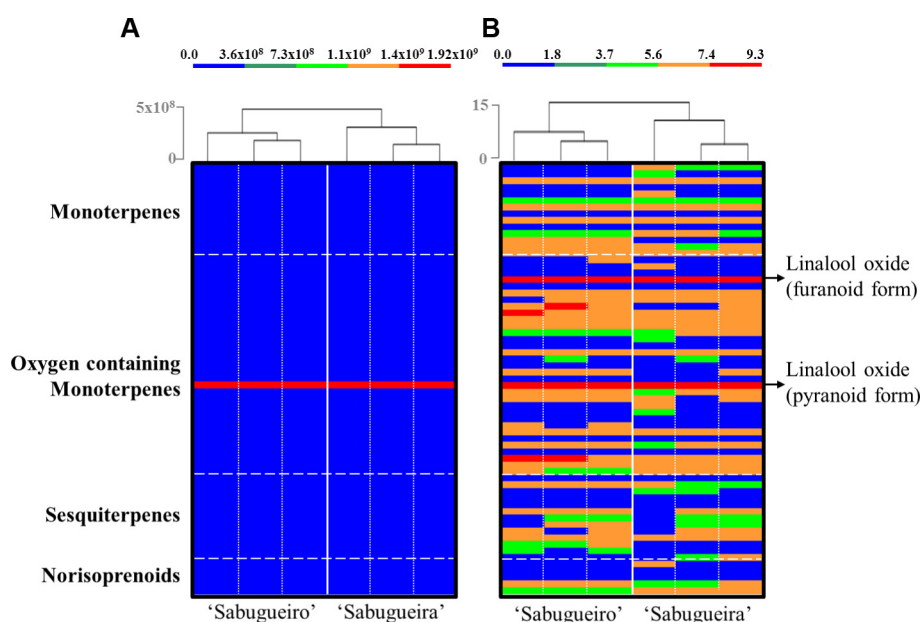 A
B
0.0 3.6x10⁸ 7.3x10⁸ 1.1x10⁹ 1.4x10⁹ 1.92x10⁹
0.0 1.8 3.7 5.6 7.4 9.3
5x10⁸
0
15
0
Monoterpenes
Oxygen containing
Monoterpenes
Sesquiterpenes
Norisoprenoids
Linalool oxide
(furanoid form)
Linalool oxide
(pyranoid form)
‘Sabugueiro’ ‘Sabugueira’
‘Sabugueiro’ ‘Sabugueira’